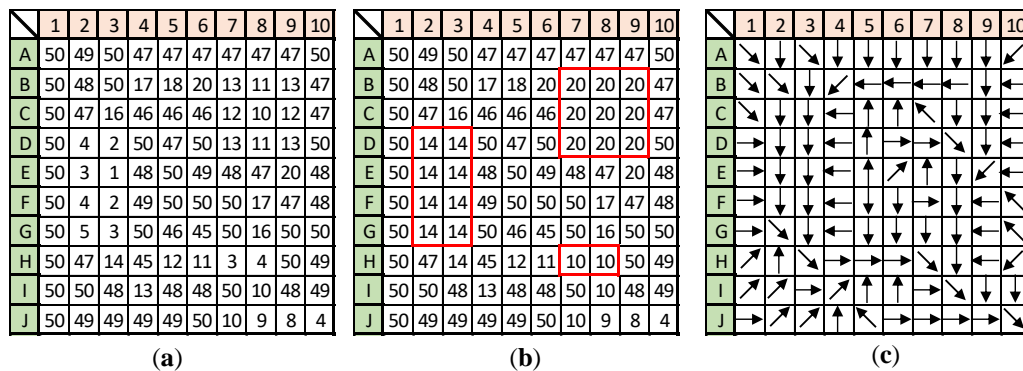 1 2 3 4 5 6 7 8 9 10
A 50 49 50 47 47 47 47 47 47 50
B 50 48 50 17 18 20 13 11 13 47
C 50 47 16 46 46 46 12 10 12 47
D 50 4 2 50 47 50 13 11 13 50
E 50 3 1 48 50 49 48 47 20 48
F 50 4 2 49 50 50 50 17 47 48
G 50 5 3 50 46 45 50 16 50 50
H 50 47 14 45 12 11 3 4 50 49
I 50 50 48 13 48 48 50 10 48 49
J 50 49 49 49 49 50 10 9 8 4
(a)
1 2 3 4 5 6 7 8 9 10
A 50 49 50 47 47 47 47 47 47 50
B 50 48 50 17 18 20 20 20 20 47
C 50 47 16 46 46 46 20 20 20 47
D 50 14 14 50 47 50 20 20 20 50
E 50 14 14 48 50 49 48 47 20 48
F 50 14 14 49 50 50 50 17 47 48
G 50 14 14 50 46 45 50 16 50 50
H 50 47 14 45 12 11 10 10 50 49
I 50 50 48 13 48 48 50 10 48 49
J 50 49 49 49 49 50 10 9 8 4
(b)
1 2 3 4 5 6 7 8 9 10
A
B
C
D
E
F
G
H
I
J
(c)